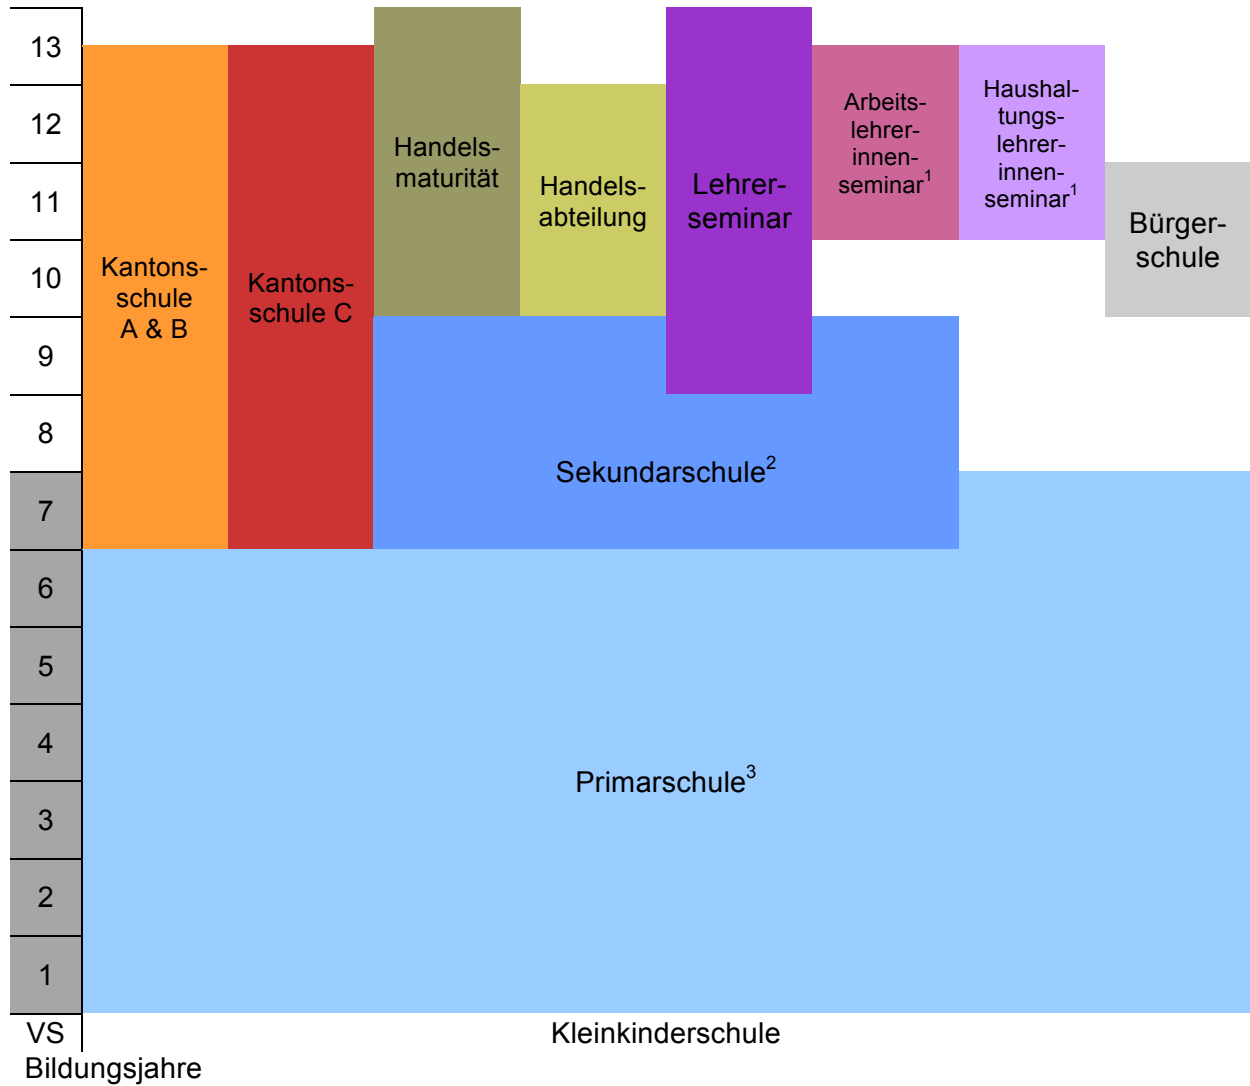 13
12
11
10
9
8
7
6
5
4
3
2
1
VS
Bildungsjahre
Kantons-
schule
A & B
Kantons-
schule C
Handels-
maturität
Handels-
abteilung
Lehrer-
seminar
Arbeits-
lehrer-
innen-
seminar¹
Haushal-
tungs-
lehrer-
innen-
seminar¹
Bürger-
schule
Sekundarschule²
Primarschule³
Kleinkinderschule